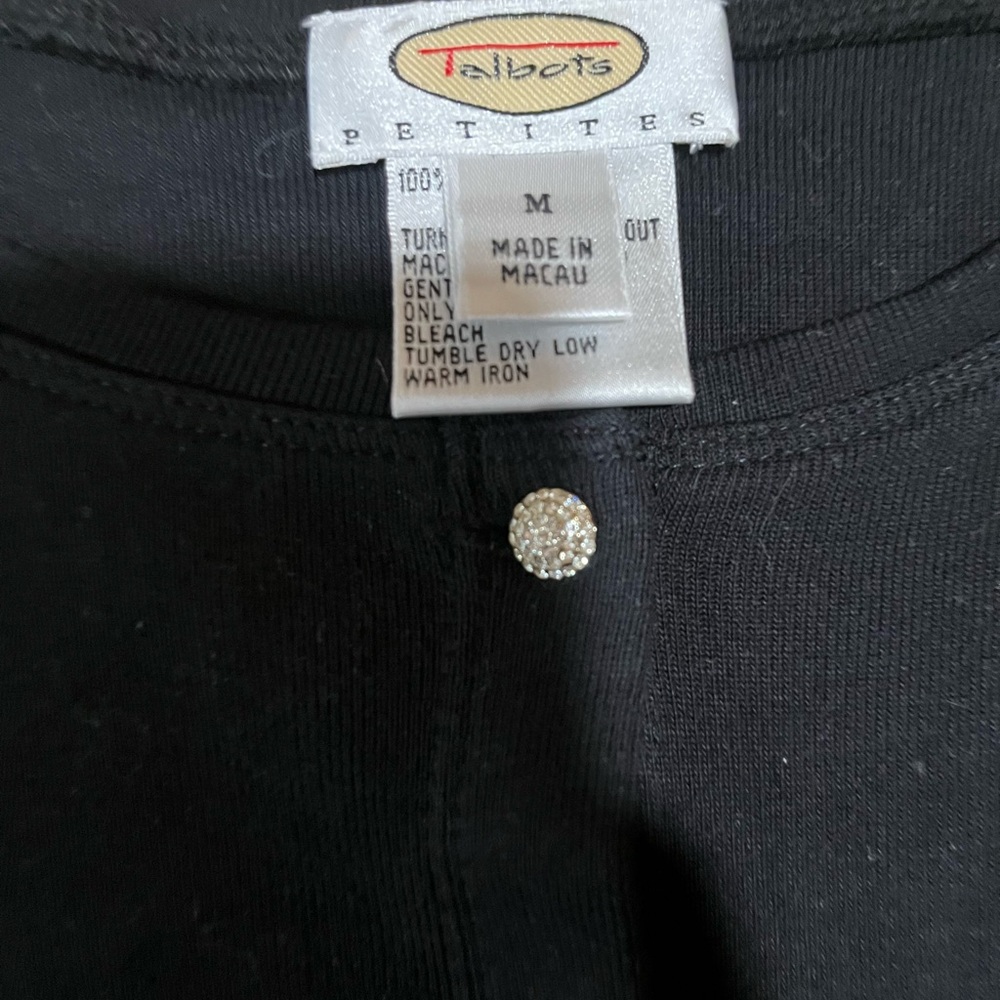 Talbots
PETITES
100%
M
MADE IN
MACAU
TURN
OUT
MAC
GENT
ONLY
BLEACH
TUMBLE DRY LOW
WARM IRON